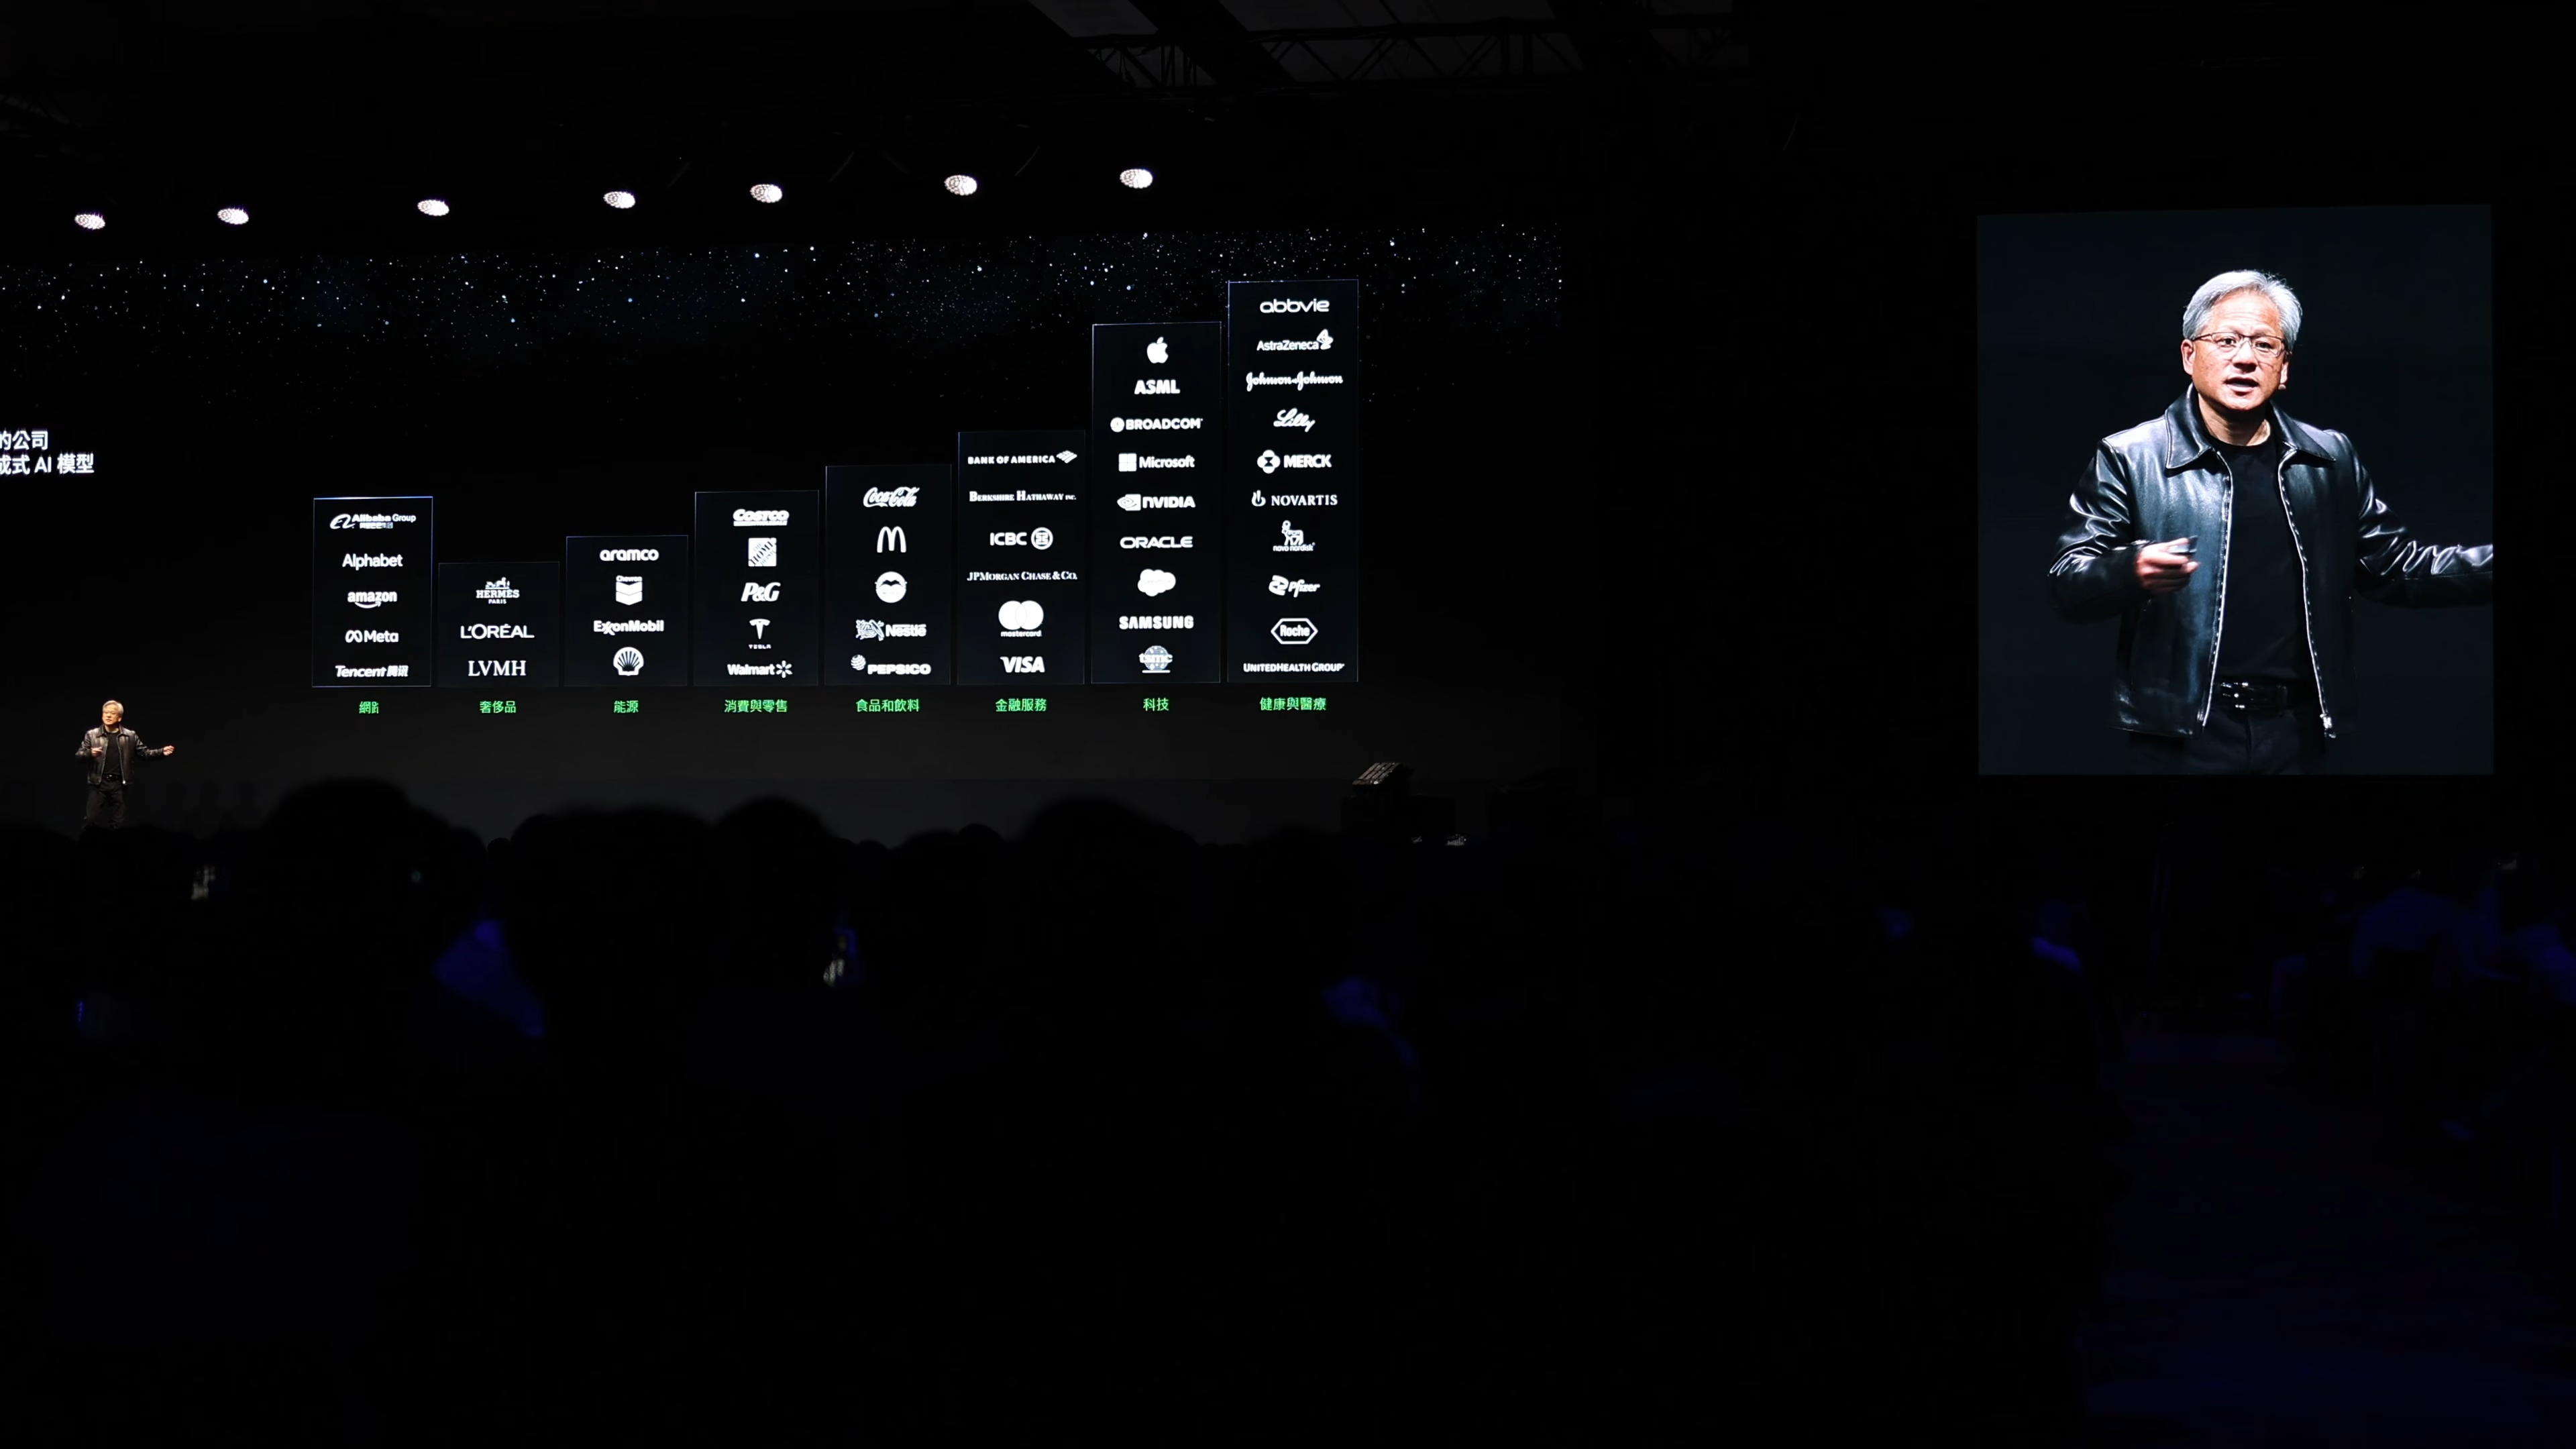 的公司
成式 AI 模型
Alibaba Group
Alphabet
amazon
Meta
Tencent 腾讯
HERMÈS
PARIS
L'ORÉAL
LVMH
aramco
Chevron
ExxonMobil
COSTCO
P&G
TESLA
Walmart
Coca-Cola
Nestlé
PEPSICO
BANK OF AMERICA
BERKSHIRE HATHAWAY INC.
ICBC
JPMORGAN CHASE & CO.
mastercard
VISA
ASML
BROADCOM
Microsoft
NVIDIA
ORACLE
SAMSUNG
tsmc
abbvie
AstraZeneca
Johnson & Johnson
Lilly
MERCK
NOVARTIS
novo nordisk
Pfizer
Roche
UNITEDHEALTH GROUP
奢侈品
能源
消費與零售
食品和飲料
金融服務
科技
健康與醫療